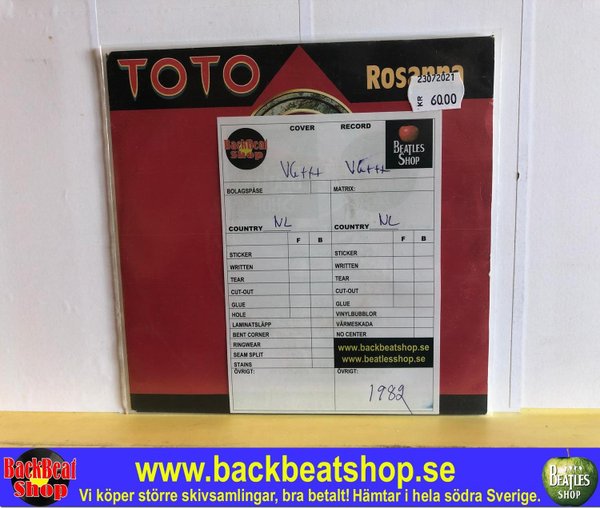 TOTO
Rosanna
23072021
KR 60.00
COVER
RECORD
BackBeat
Shop
BEATLES
SHOP
VG+++
VG+++
BOLAGSPÅSE
MATRIX:
COUNTRY NL
COUNTRY NL
F B
F B
STICKER
STICKER
WRITTEN
WRITTEN
TEAR
TEAR
CUT-OUT
CUT-OUT
GLUE
GLUE
HOLE
VINYLBUBBLOR
LAMINATSLÄPP
VÄRMESKADA
BENT CORNER
NO CENTER
RINGWEAR
www.backbeatshop.se
SEAM SPLIT
www.beatlesshop.se
STAINS
ÖVRIGT:
ÖVRIGT:
1982
BackBeat
Shop
www.backbeatshop.se
Vi köper större skivsamlingar, bra betalt! Hämtar i hela södra Sverige.
BEATLES
SHOP